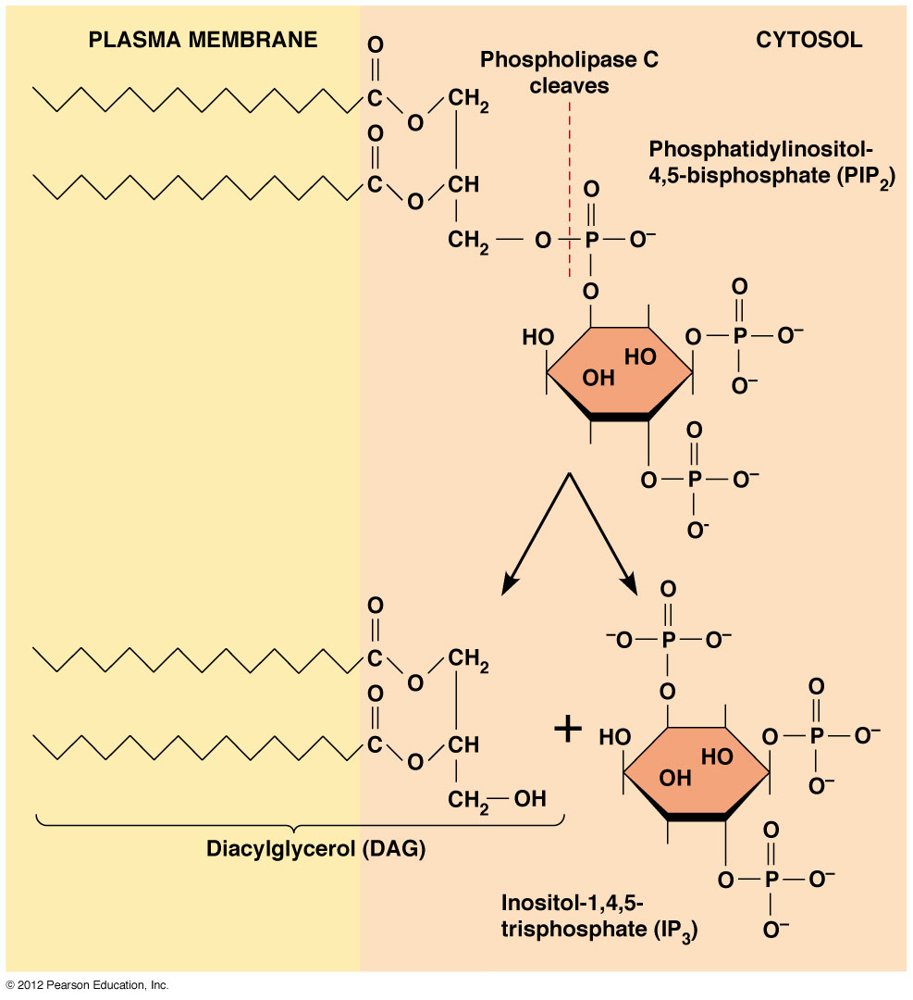 PLASMA MEMBRANE
CYTOSOL
Phospholipase C
cleaves
Phosphatidylinositol-
4,5-bisphosphate (PIP2)
O
C
O
CH2
O
C
O
CH
CH2
O
P
O
O−
O
HO
HO
OH
O
O
P
O−
O−
O
O
P
O−
O-
O
C
O
CH2
O
C
O
CH
CH2
OH
Diacylglycerol (DAG)
+
O
−O
P
O−
O
HO
HO
OH
O
O
P
O−
O−
O
O
P
O−
O−
Inositol-1,4,5-
trisphosphate (IP3)
© 2012 Pearson Education, Inc.